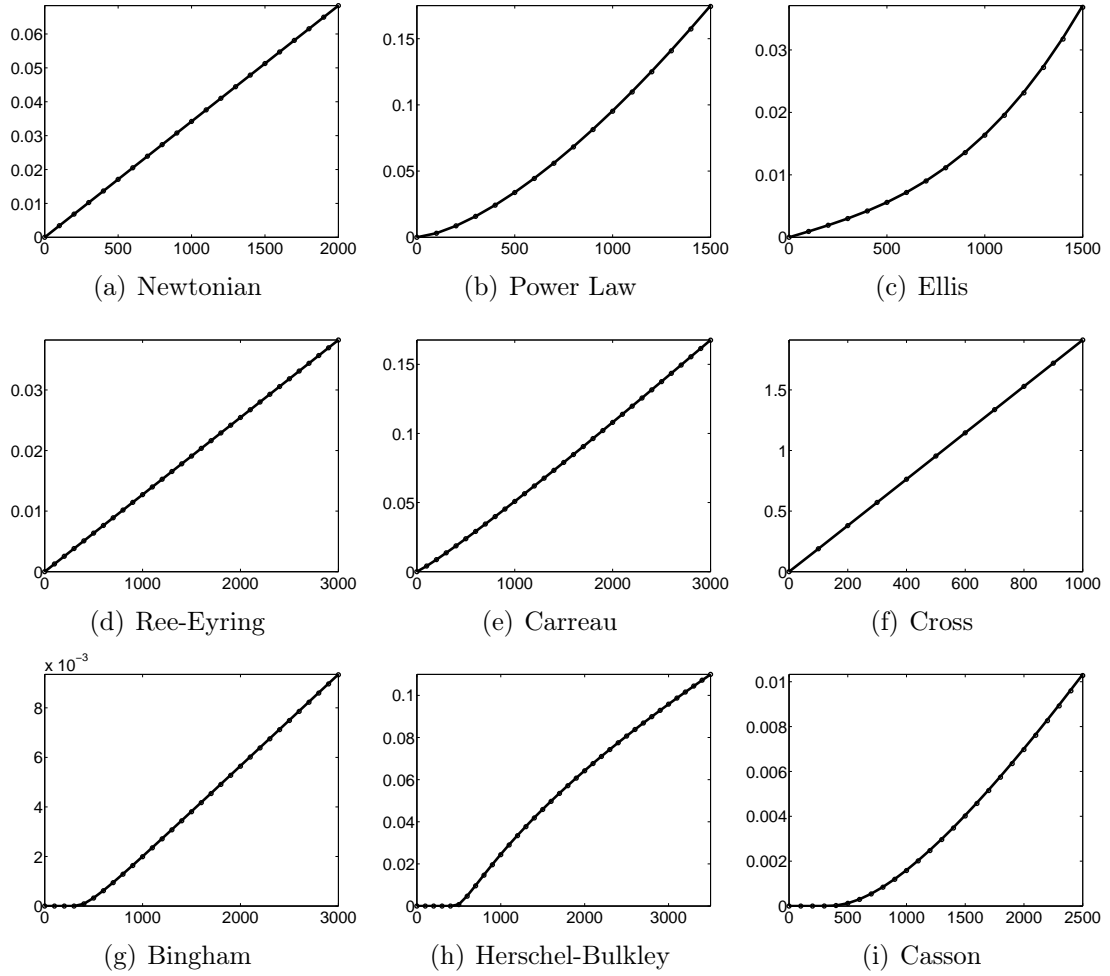 0.06
0.05
0.04
0.03
0.02
0.01
0
0 500 1000 1500 2000
(a) Newtonian
0.15
0.1
0.05
0
0 500 1000 1500
(b) Power Law
0.03
0.02
0.01
0
0 500 1000 1500
(c) Ellis
0.03
0.02
0.01
0
0 1000 2000 3000
(d) Ree-Eyring
0.15
0.1
0.05
0
0 1000 2000 3000
(e) Carreau
1.5
1
0.5
0
0 200 400 600 800 1000
(f) Cross
x 10⁻³
8
6
4
2
0
0 1000 2000 3000
(g) Bingham
0.1
0.08
0.06
0.04
0.02
0
0 1000 2000 3000
(h) Herschel-Bulkley
0.01
0.008
0.006
0.004
0.002
0
0 500 1000 1500 2000 2500
(i) Casson